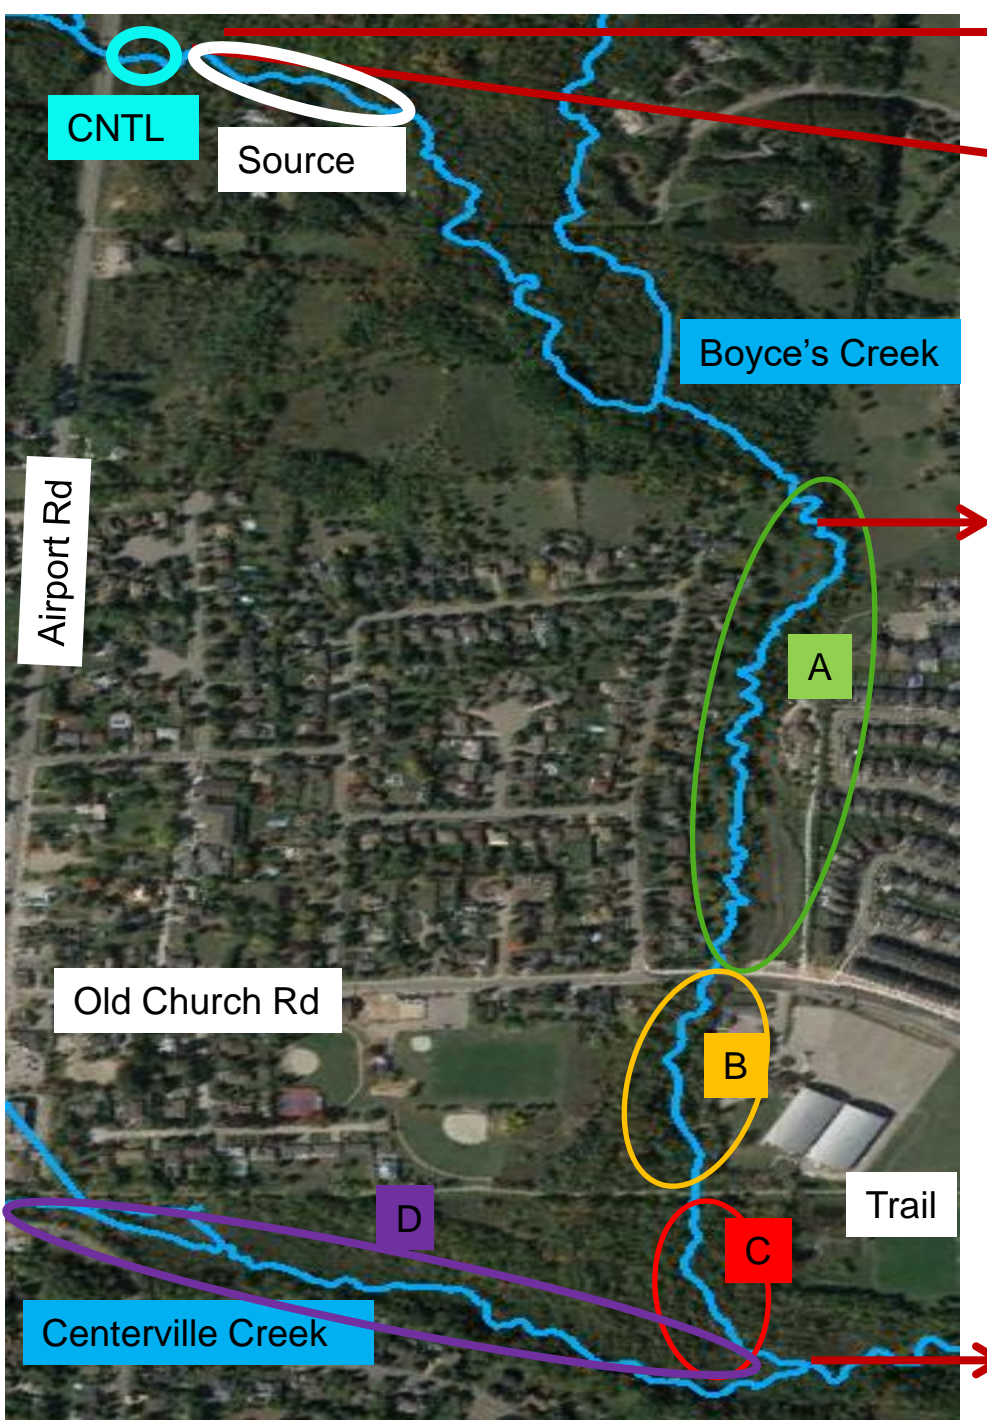 CNTL
Source
Boyce’s Creek
Airport Rd
A
Old Church Rd
B
Trail
D
C
Centerville Creek